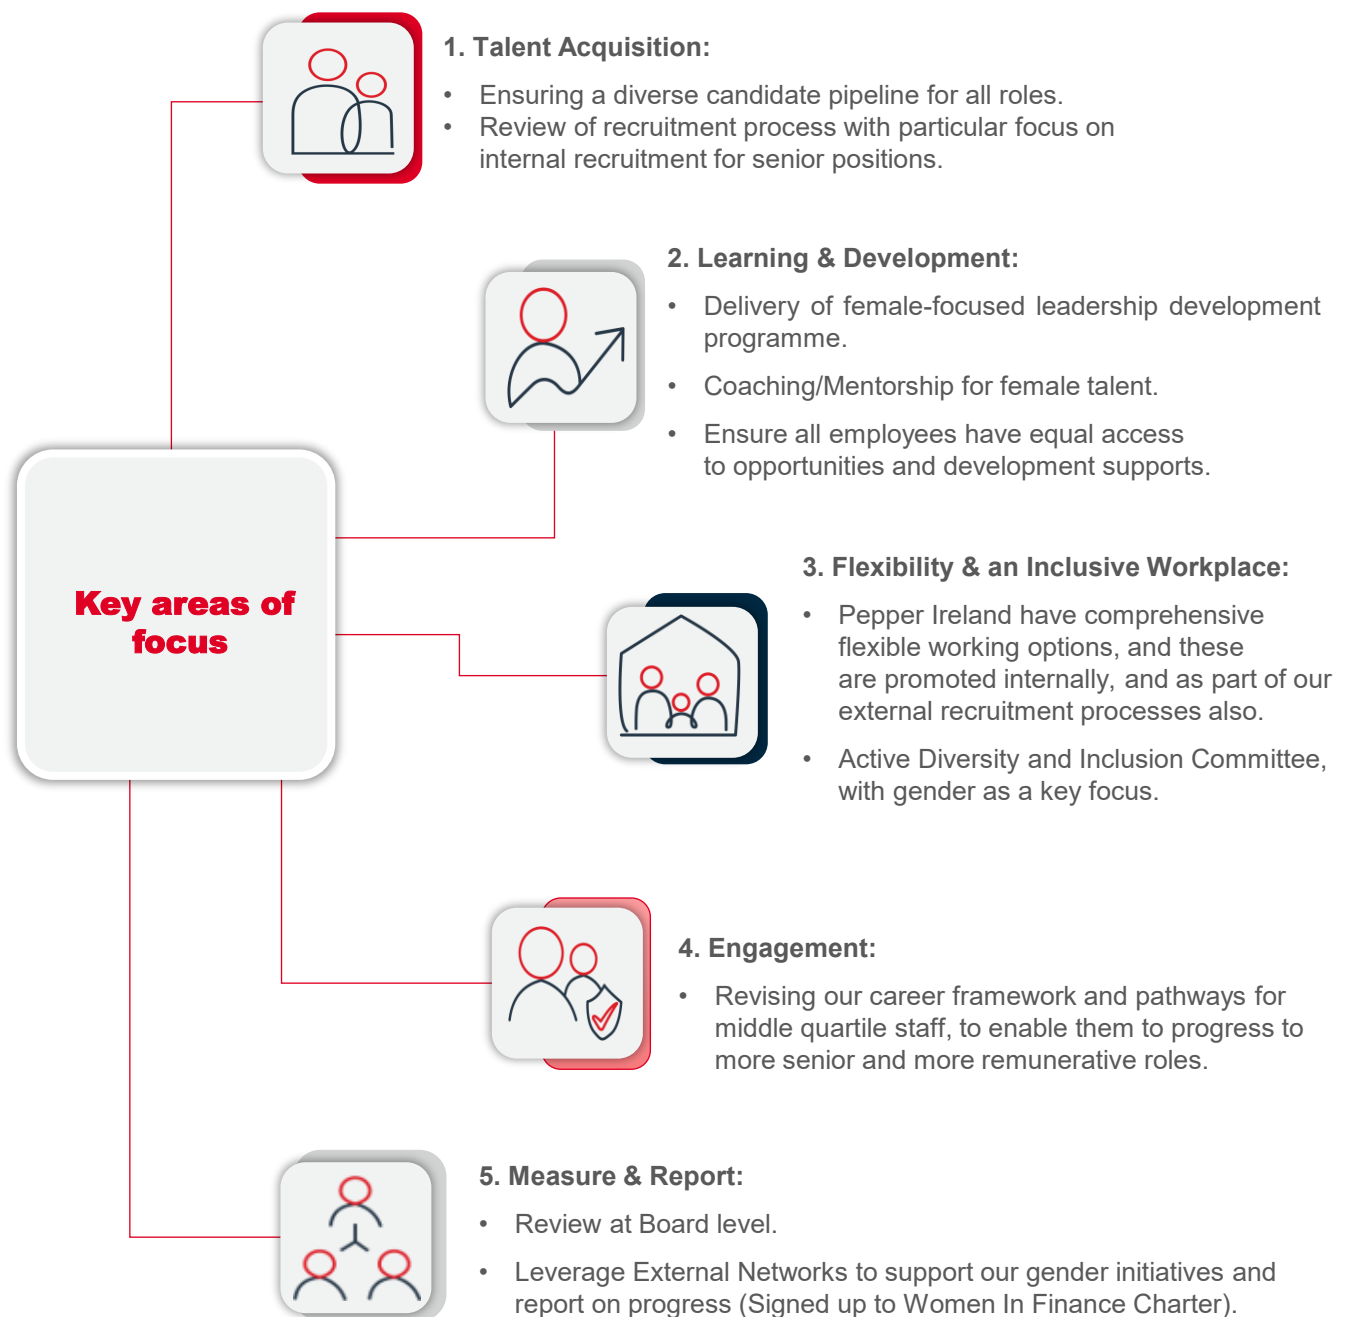 1. Talent Acquisition:
• Ensuring a diverse candidate pipeline for all roles.
• Review of recruitment process with particular focus on
internal recruitment for senior positions.
2. Learning & Development:
• Delivery of female-focused leadership development
programme.
• Coaching/Mentorship for female talent.
• Ensure all employees have equal access
to opportunities and development supports.
Key areas of
focus
3. Flexibility & an Inclusive Workplace:
• Pepper Ireland have comprehensive
flexible working options, and these
are promoted internally, and as part of our
external recruitment processes also.
• Active Diversity and Inclusion Committee,
with gender as a key focus.
4. Engagement:
• Revising our career framework and pathways for
middle quartile staff, to enable them to progress to
more senior and more remunerative roles.
5. Measure & Report:
• Review at Board level.
• Leverage External Networks to support our gender initiatives and
report on progress (Signed up to Women In Finance Charter).